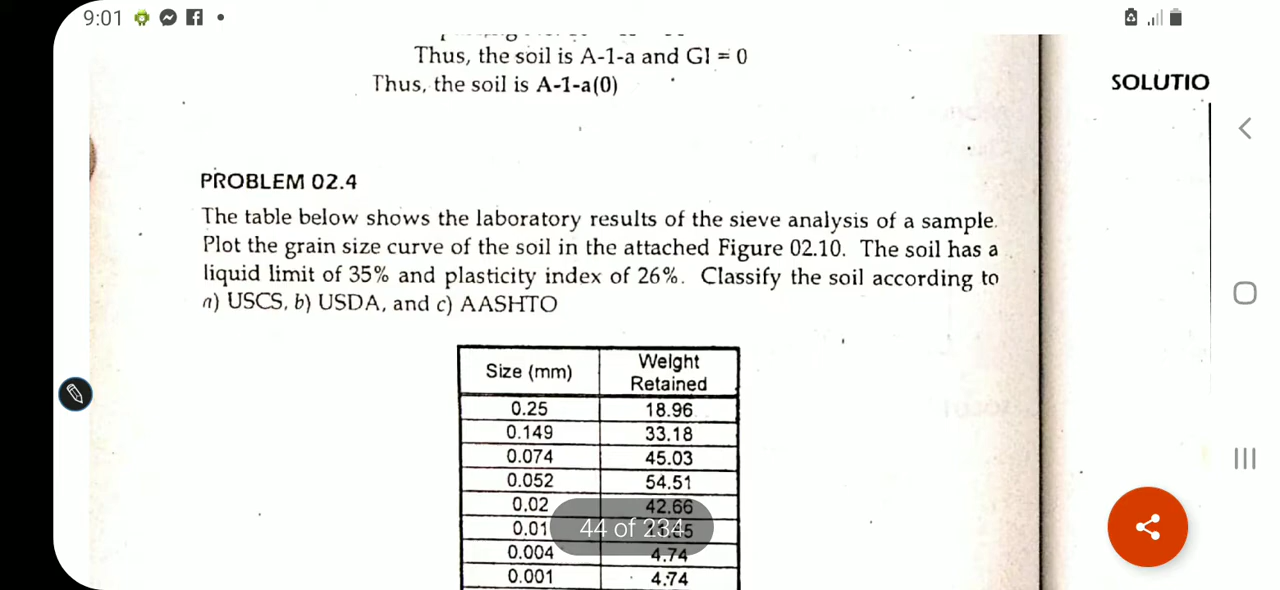 9:01
Thus, the soil is A-1-a and GI = 0
Thus, the soil is A-1-a(0)
SOLUTIO
PROBLEM 02.4
The table below shows the laboratory results of the sieve analysis of a sample.
Plot the grain size curve of the soil in the attached Figure 02.10. The soil has a
liquid limit of 35% and plasticity index of 26%. Classify the soil according to
a) USCS, b) USDA, and c) AASHTO
Size (mm) Weight Retained
0.25 18.96
0.149 33.18
0.074 45.03
0.052 54.51
0.02 42.66
0.01
44 of 234
0.004 4.74
0.001 4.74